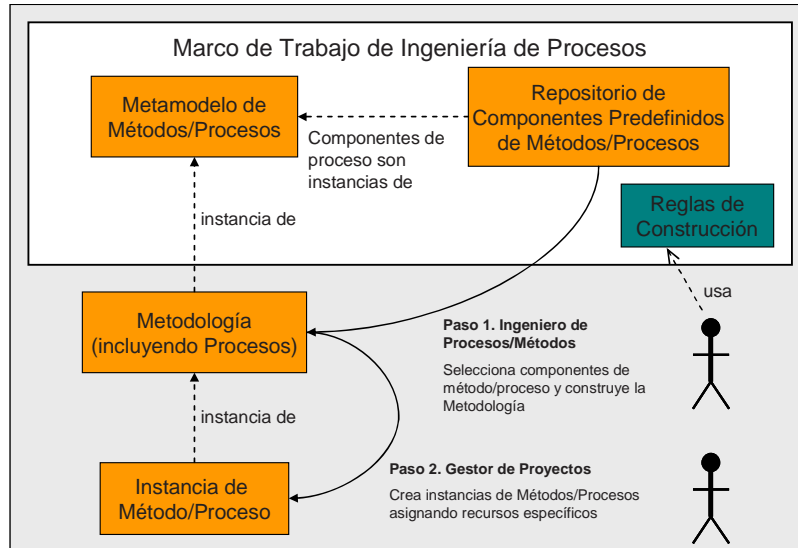 Marco de Trabajo de Ingeniería de Procesos
Metamodelo de
Métodos/Procesos
Repositorio de
Componentes Predefinidos
de Métodos/Procesos
Componentes de
proceso son
instancias de
instancia de
Reglas de
Construcción
usa
Metodología
(incluyendo Procesos)
Paso 1. Ingeniero de
Procesos/Métodos
Selecciona componentes de
método/proceso y construye la
Metodología
instancia de
Instancia de
Método/Proceso
Paso 2. Gestor de Proyectos
Crea instancias de Métodos/Procesos
asignando recursos específicos